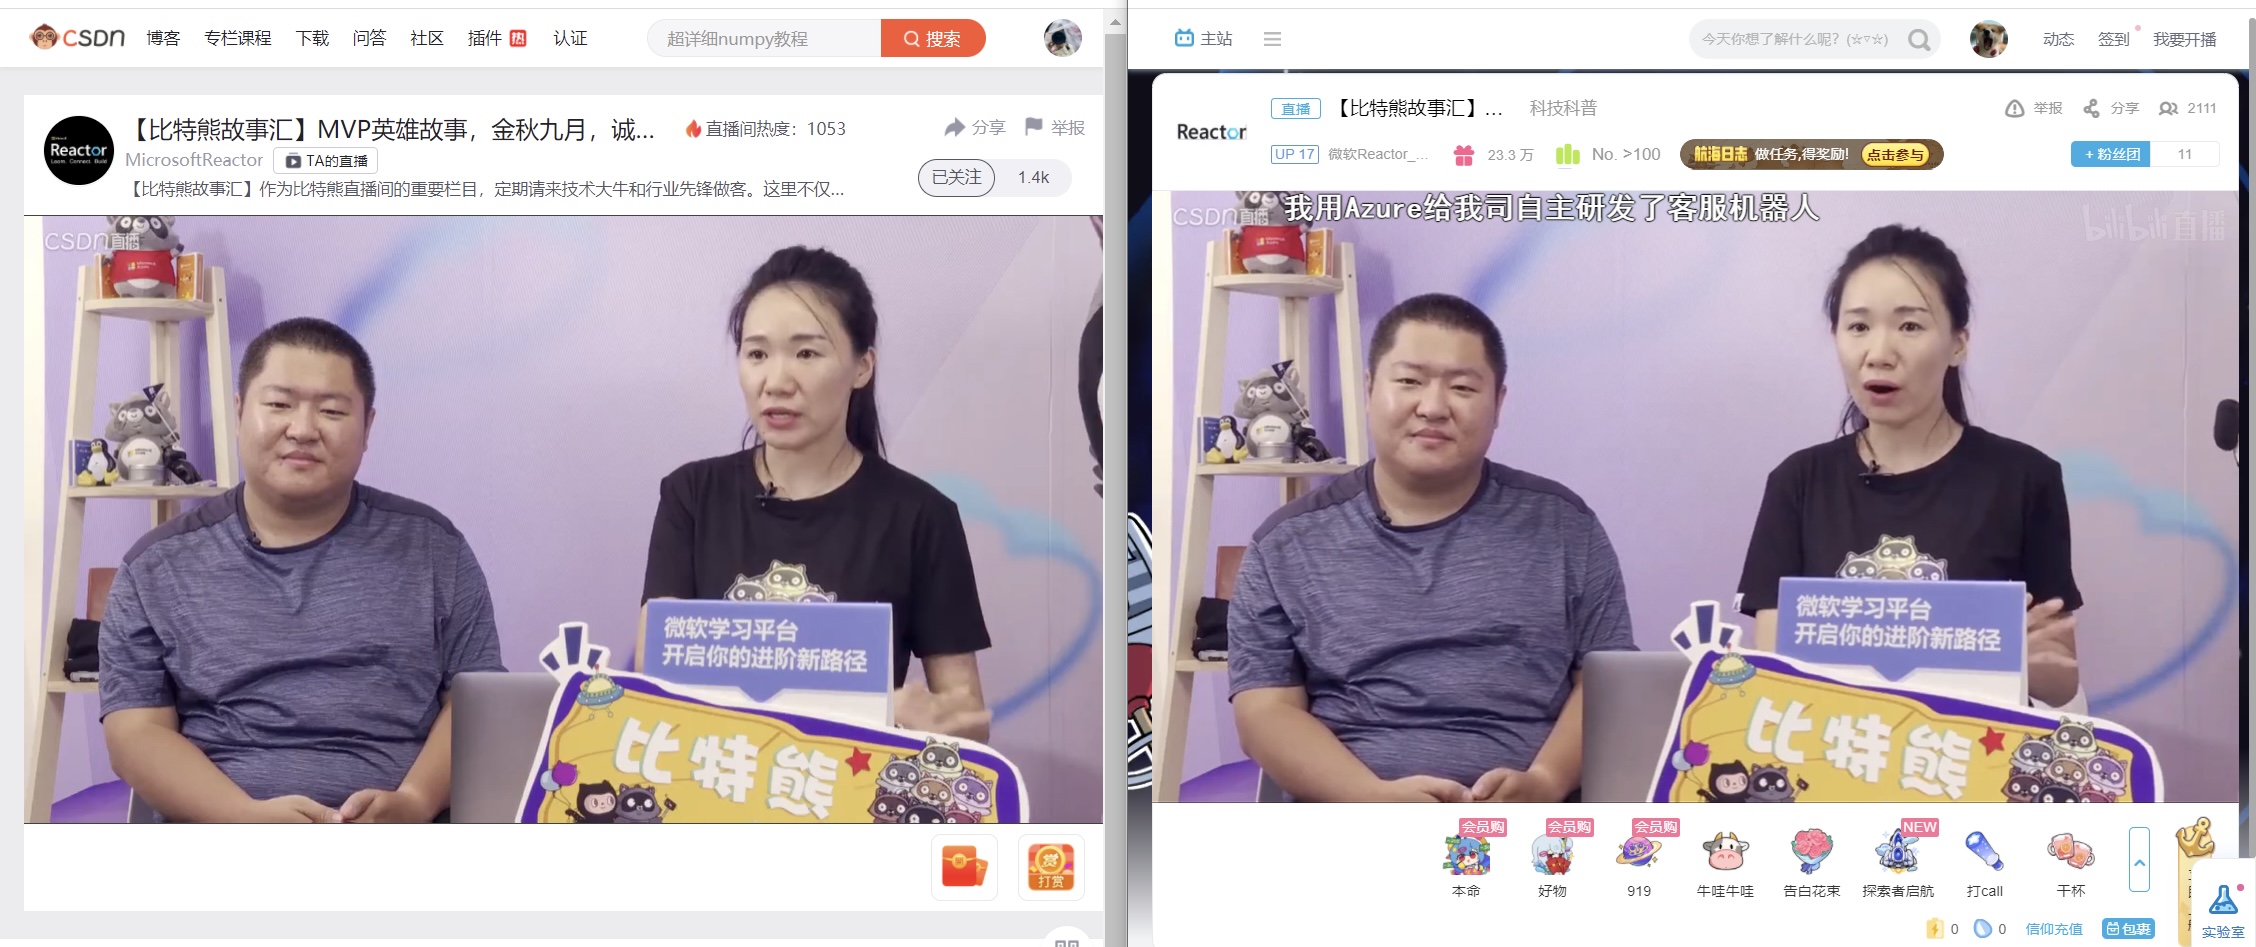 CSDN 博客 专栏课程 下载 问答 社区 插件 热 认证
超详细numpy教程 搜索
【比特熊故事汇】MVP英雄故事，金秋九月，诚...
直播间热度：1053
分享 举报
Reactor
Learn. Connect. Build.
MicrosoftReactor TA的直播
已关注 1.4k
【比特熊故事汇】作为比特熊直播间的重要栏目，定期请来技术大牛和行业先锋做客。这里不仅...
CSDN直播
微软学习平台
开启你的进阶新路径
比特熊
赏
打赏
主站
今天你想了解什么呢?
动态 签到 我要开播
Reactor
直播 【比特熊故事汇】... 科技科普
举报 分享 2111
UP 17 微软Reactor_... 23.3 万 No. >100
航海日志 做任务,得奖励! 点击参与
+ 粉丝团 11
CSDN直播
我用Azure给我司自主研发了客服机器人
bilibili直播
微软学习平台
开启你的进阶新路径
比特熊
会员购 会员购 会员购 NEW
本命 好物 919 牛哇牛哇 告白花束 探索者启航 打call 干杯
0 0 信仰充值 包裹
实验室